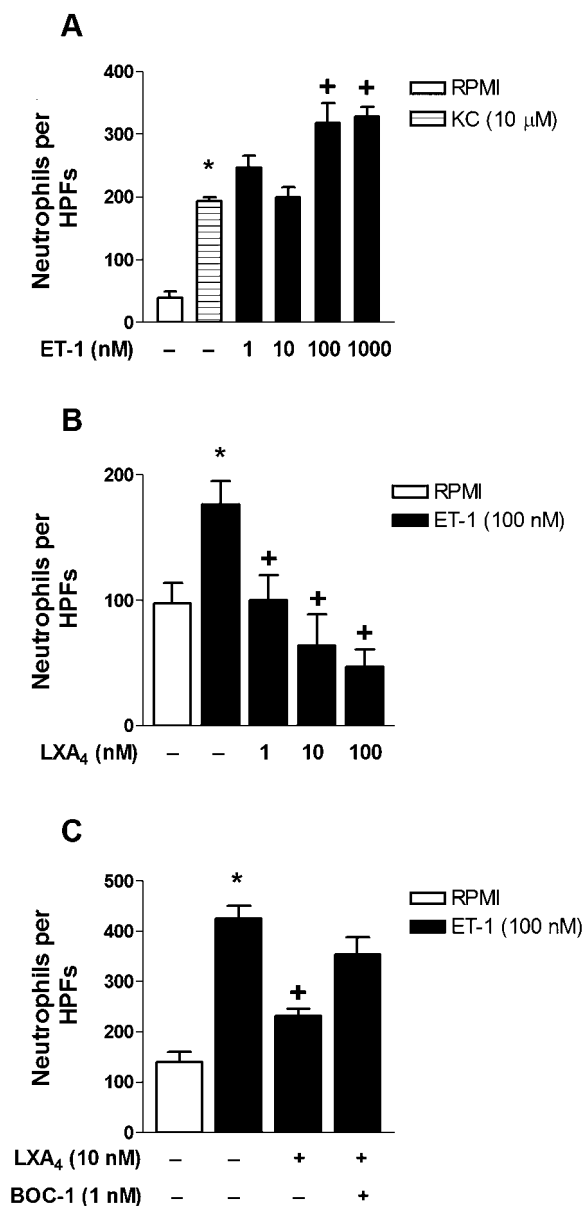 A
Neutrophils per
HPFs
400
300
200
100
0
*
+ +
RPMI
KC (10 μM)
ET-1 (nM) – – 1 10 100 1000
B
Neutrophils per
HPFs
200
100
0
*
+
+
+
RPMI
ET-1 (100 nM)
LXA₄ (nM) – – 1 10 100
C
Neutrophils per
HPFs
500
400
300
200
100
0
*
+
RPMI
ET-1 (100 nM)
LXA₄ (10 nM) – – + +
BOC-1 (1 nM) – – – +